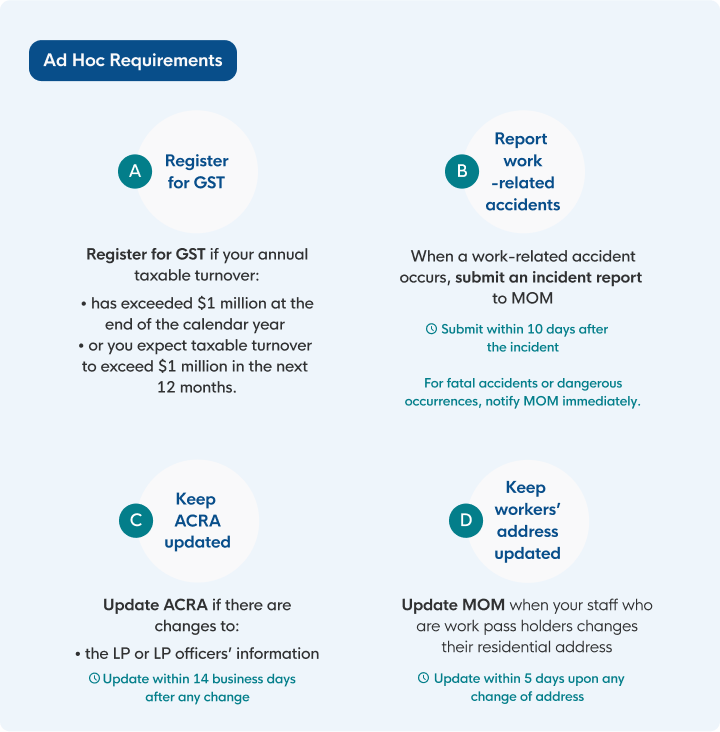 Ad Hoc Requirements
A
Register
for GST
Register for GST if your annual
taxable turnover:
• has exceeded $1 million at the
end of the calendar year
• or you expect taxable turnover
to exceed $1 million in the next
12 months.
B
Report
work
-related
accidents
When a work-related accident
occurs, submit an incident report
to MOM
Submit within 10 days after
the incident
For fatal accidents or dangerous
occurrences, notify MOM immediately.
C
Keep
ACRA
updated
Update ACRA if there are
changes to:
• the LP or LP officers’ information
Update within 14 business days
after any change
D
Keep
workers’
address
updated
Update MOM when your staff who
are work pass holders changes
their residential address
Update within 5 days upon any
change of address